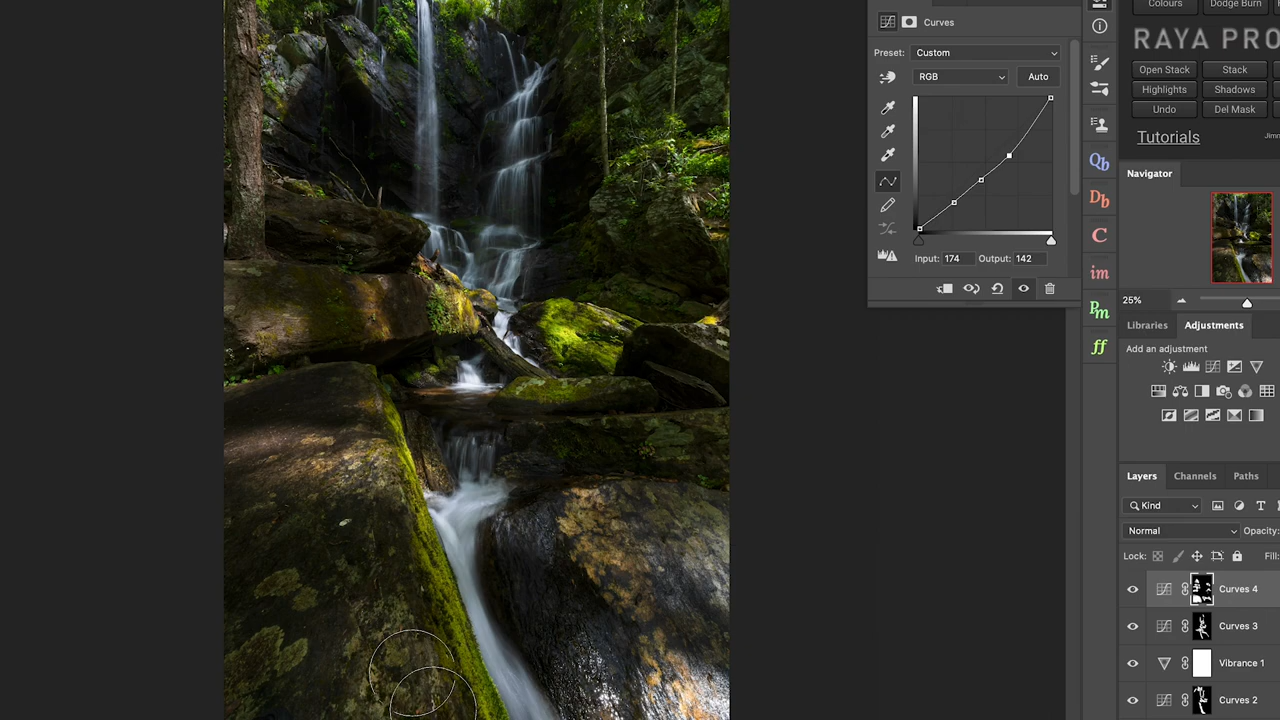 Curves
Preset: Custom
RGB Auto
Input: 174 Output: 142
Colours Dodge Burn
RAYA PRO
Open Stack Stack
Highlights Shadows
Undo Del Mask
Tutorials
Qb
Db
C
im
Pm
ff
Navigator
25%
Libraries Adjustments
Add an adjustment
Layers Channels Paths
Kind
Normal Opacity:
Lock: Fill:
Curves 4
Curves 3
Vibrance 1
Curves 2